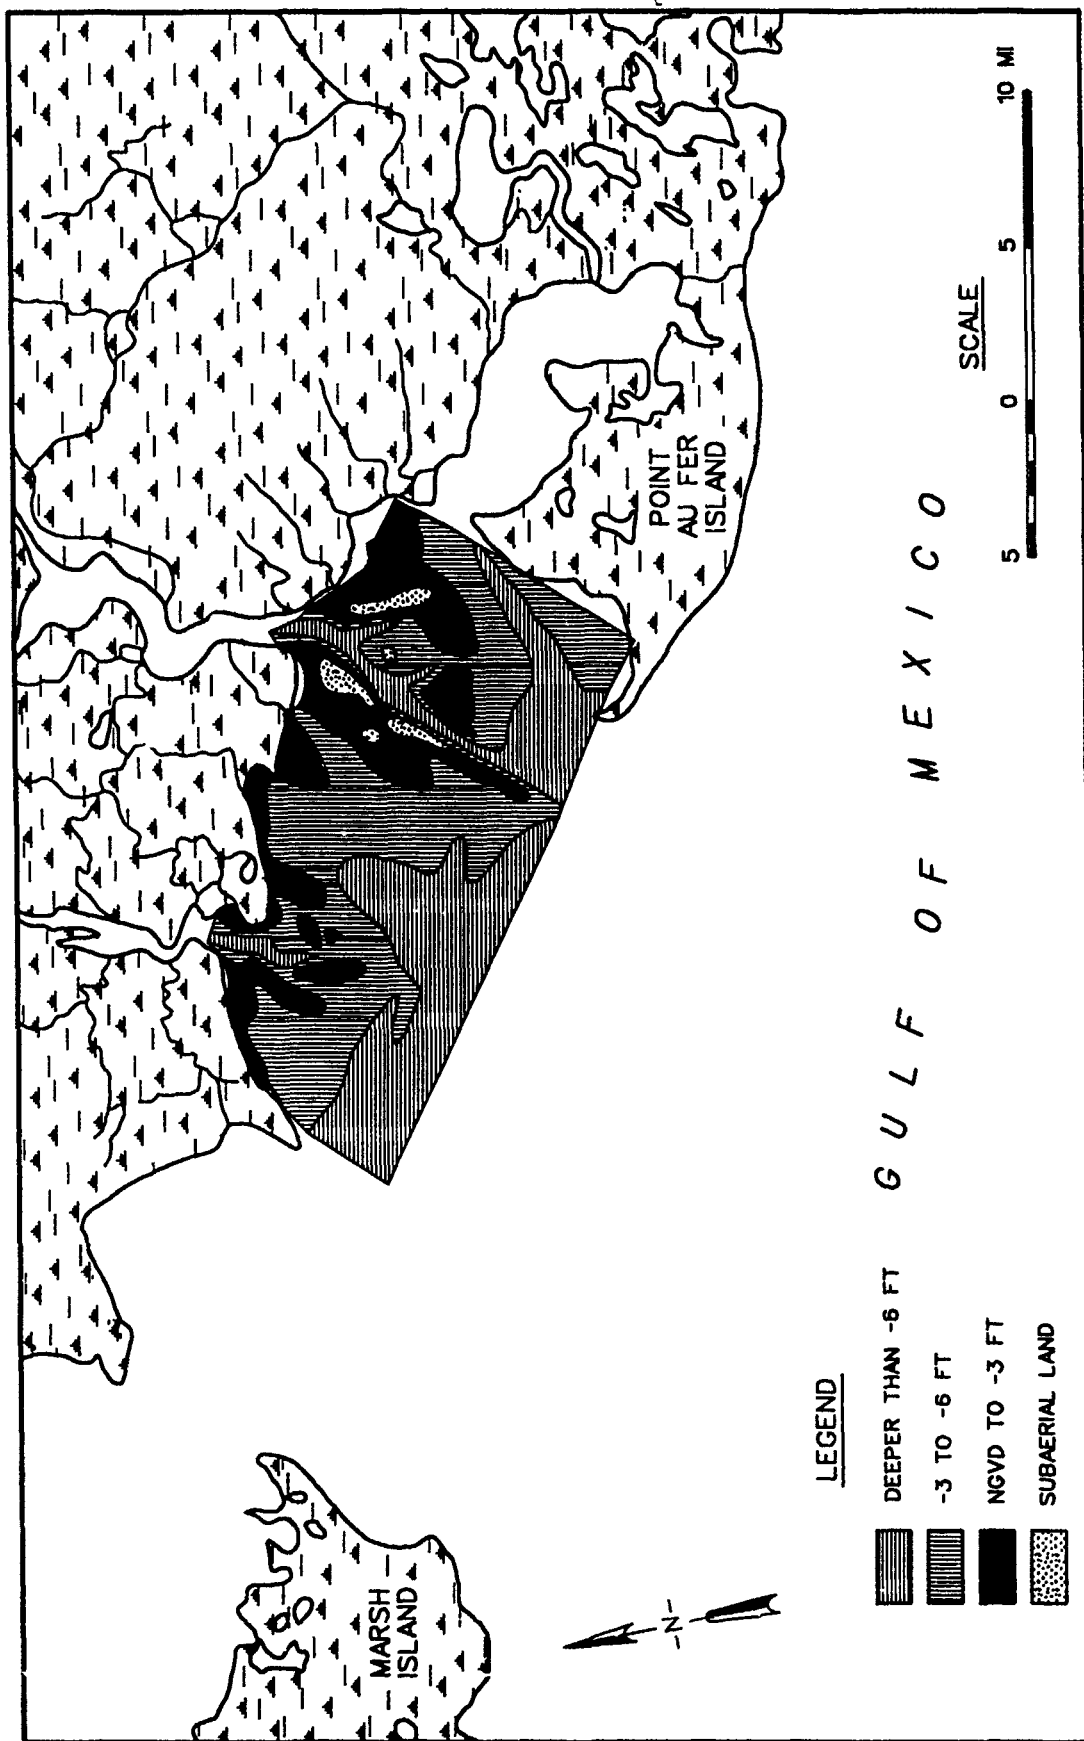 MARSH
ISLAND
POINT
AU FER
ISLAND
GULF OF MEXICO
N
LEGEND
DEEPER THAN -6 FT
-3 TO -6 FT
NGVD TO -3 FT
SUBAERIAL LAND
SCALE
5 0 5 10 MI